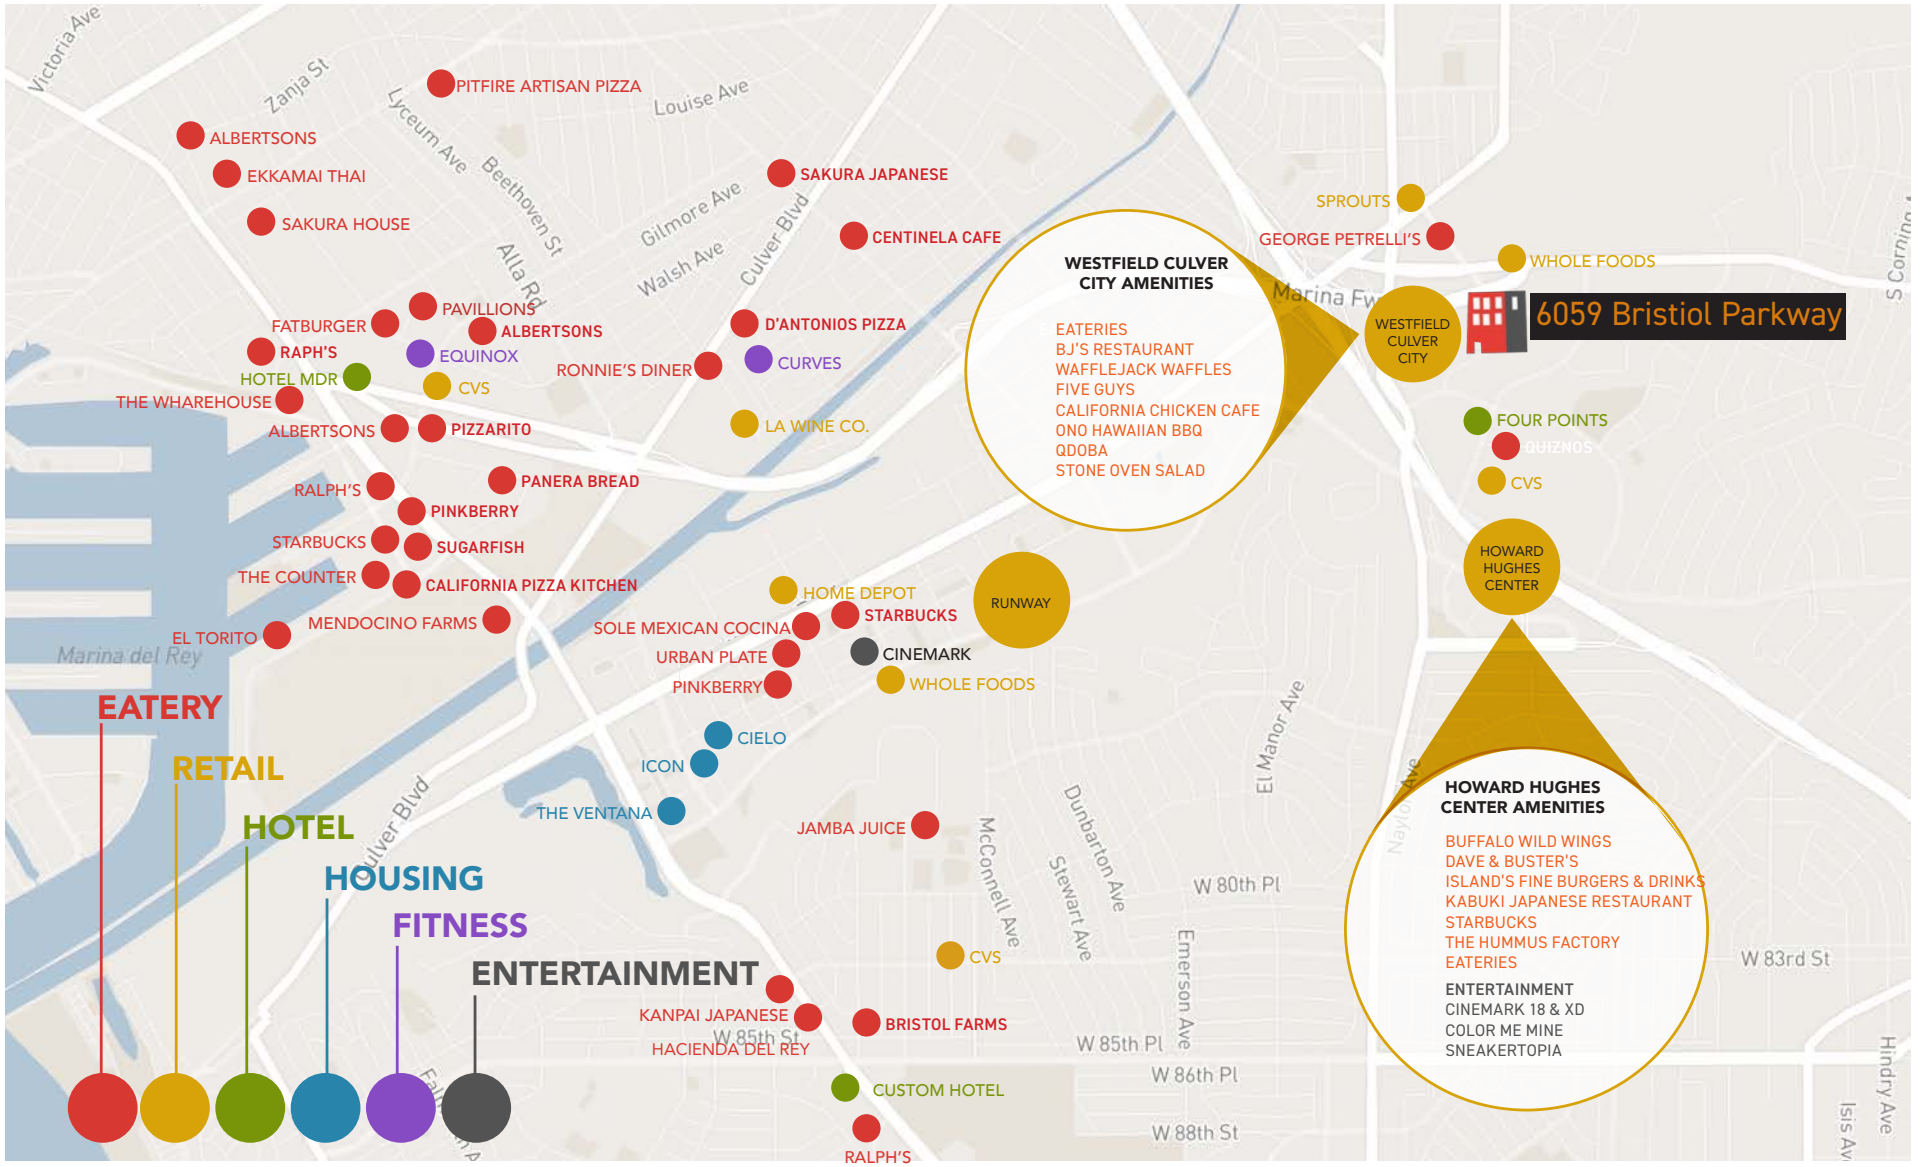 Victoria Ave
Zanja St
Lyceum Ave
Beethoven St
Louise Ave
Gilmore Ave
Walsh Ave
Alla Rd
Culver Blvd
PITFIRE ARTISAN PIZZA
ALBERTSONS
EKKAMAI THAI
SAKURA HOUSE
SAKURA JAPANESE
CENTINELA CAFE
PAVILLIONS
FATBURGER
ALBERTSONS
RAPH'S
EQUINOX
HOTEL MDR
CVS
THE WHAREHOUSE
ALBERTSONS
PIZZARITO
D'ANTONIOS PIZZA
CURVES
RONNIE'S DINER
LA WINE CO.
RALPH'S
PANERA BREAD
PINKBERRY
STARBUCKS
SUGARFISH
THE COUNTER
CALIFORNIA PIZZA KITCHEN
MENDOCINO FARMS
EL TORITO
Marina del Rey
WESTFIELD CULVER
CITY AMENITIES
EATERIES
BJ'S RESTAURANT
WAFFLEJACK WAFFLES
FIVE GUYS
CALIFORNIA CHICKEN CAFE
ONO HAWAIIAN BBQ
QDOBA
STONE OVEN SALAD
SPROUTS
GEORGE PETRELLI'S
WHOLE FOODS
S Corning A
Marina Fw
WESTFIELD
CULVER
CITY
6059 Bristiol Parkway
FOUR POINTS
QUIZNOS
CVS
HOWARD
HUGHES
CENTER
HOME DEPOT
STARBUCKS
SOLE MEXICAN COCINA
URBAN PLATE
CINEMARK
PINKBERRY
WHOLE FOODS
RUNWAY
CIELO
ICON
THE VENTANA
JAMBA JUICE
El Manor Ave
Naylor Ave
Dunbarton Ave
McConnell Ave
Stewart Ave
Emerson Ave
W 80th Pl
W 83rd St
W 85th St
W 85th Pl
W 86th Pl
W 88th St
Hindry Ave
Isis Av
HOWARD HUGHES
CENTER AMENITIES
BUFFALO WILD WINGS
DAVE & BUSTER'S
ISLAND'S FINE BURGERS & DRINKS
KABUKI JAPANESE RESTAURANT
STARBUCKS
THE HUMMUS FACTORY
EATERIES
ENTERTAINMENT
CINEMARK 18 & XD
COLOR ME MINE
SNEAKERTOPIA
CVS
KANPAI JAPANESE
HACIENDA DEL REY
BRISTOL FARMS
CUSTOM HOTEL
RALPH'S
Culver Blvd
EATERY
RETAIL
HOTEL
HOUSING
FITNESS
ENTERTAINMENT